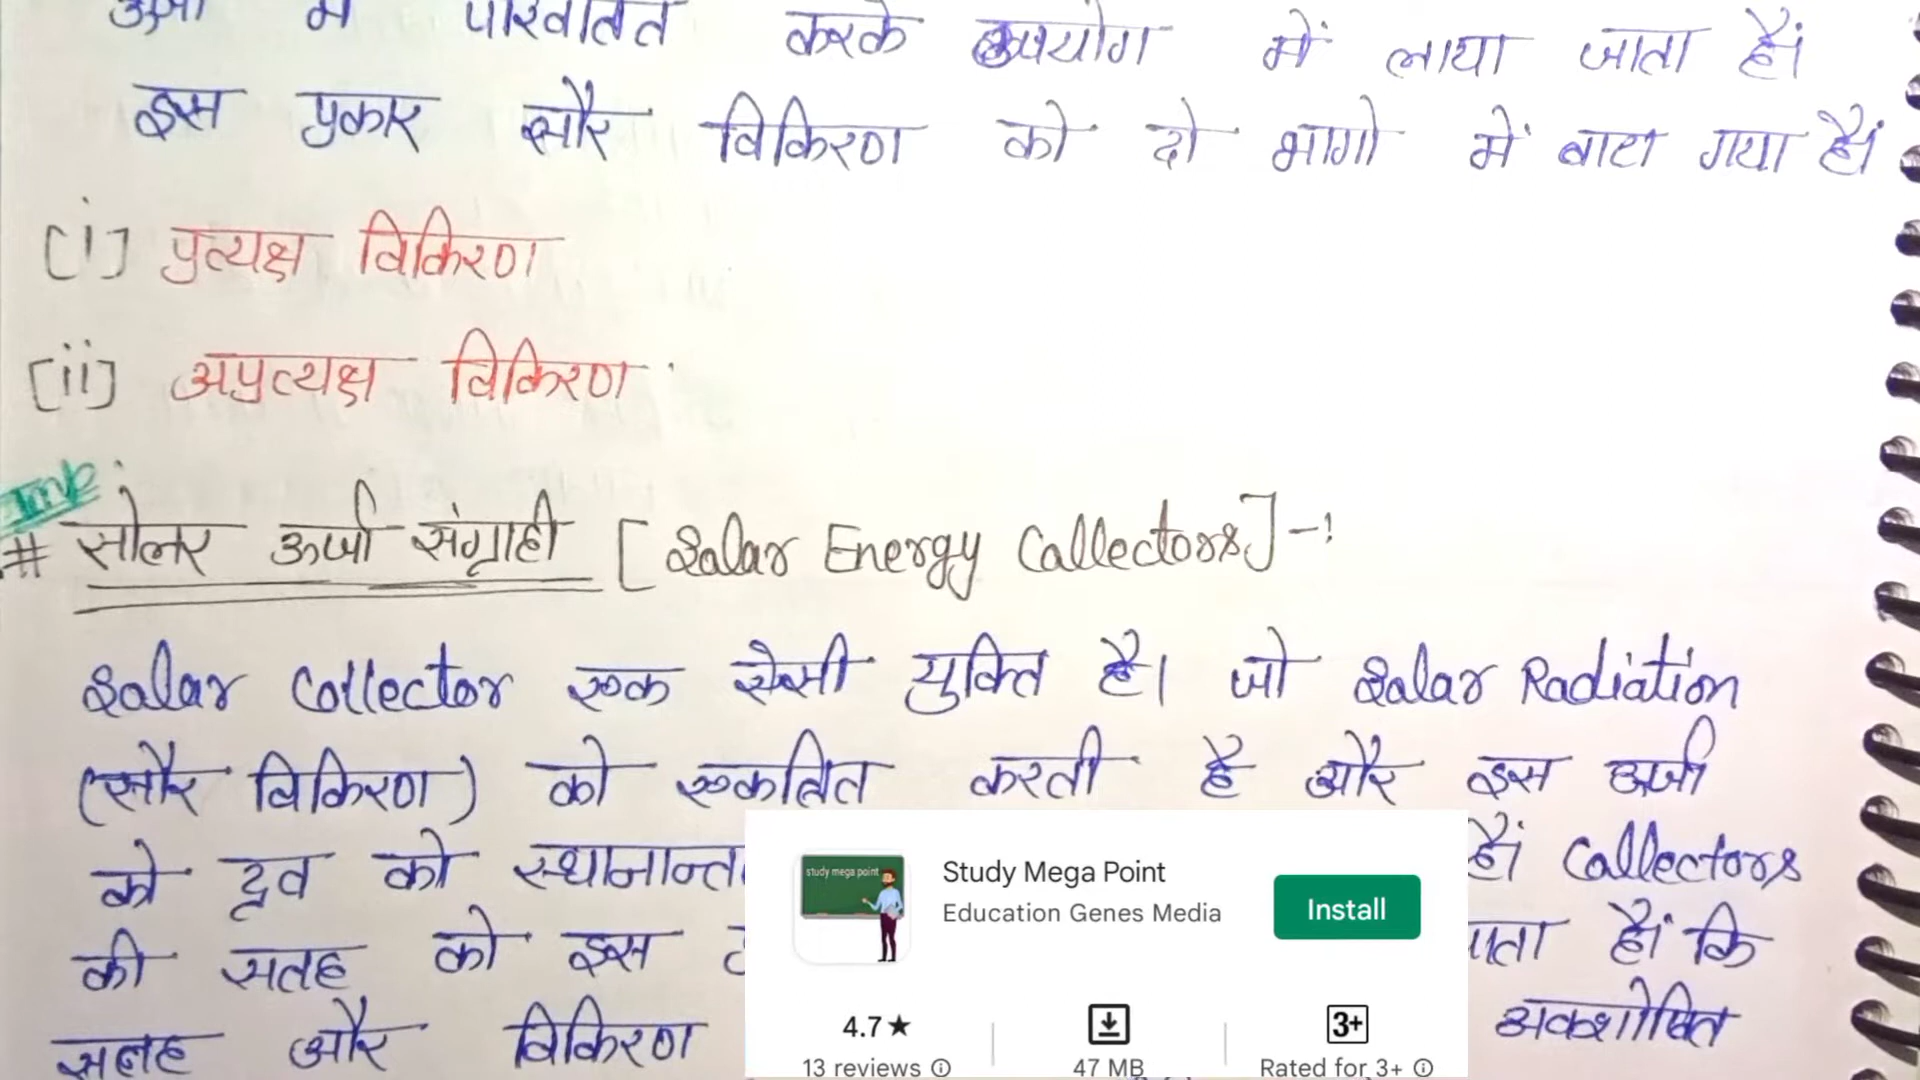 ऊर्जा में परिवर्तित करके उपयोग में लाया जाता हैं
इस प्रकार सौर विकिरण को दो भागो में बाटा गया हैं
[i] प्रत्यक्ष विकिरण
[ii] अप्रत्यक्ष विकिरण
Imp
# सोलर ऊर्जा संग्राही [Solar Energy Collectors] -:
Solar Collector एक ऐसी युक्ति है। जो Solar Radiation
(सौर विकिरण) को एकत्रित करती है और इस ऊर्जा
को द्रव को स्थानान्त हैं Collectors
की सतह को इस जाता हैं कि
सतह और विकिरण अवशोषित
study mega point
Study Mega Point
Education Genes Media
Install
4.7★
13 reviews
47 MB
3+
Rated for 3+